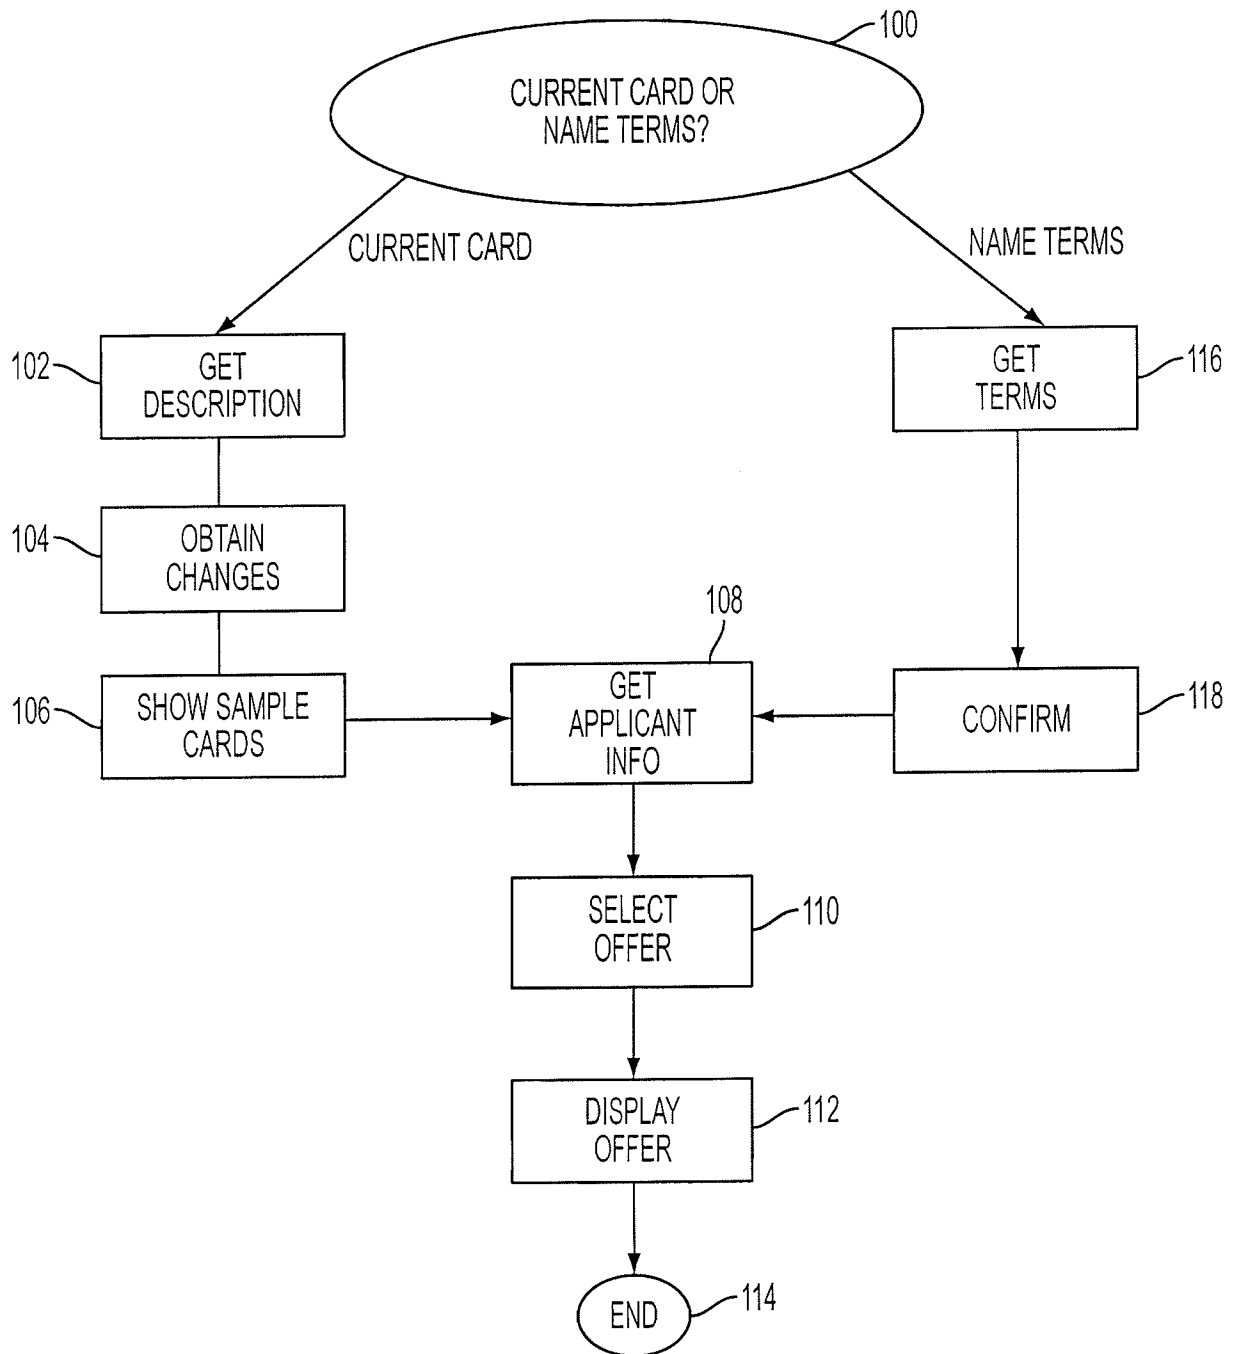 100
CURRENT CARD OR
NAME TERMS?
CURRENT CARD
NAME TERMS
102
GET
DESCRIPTION
GET
TERMS
116
104
OBTAIN
CHANGES
108
106
SHOW SAMPLE
CARDS
GET
APPLICANT
INFO
CONFIRM
118
SELECT
OFFER
110
DISPLAY
OFFER
112
END
114